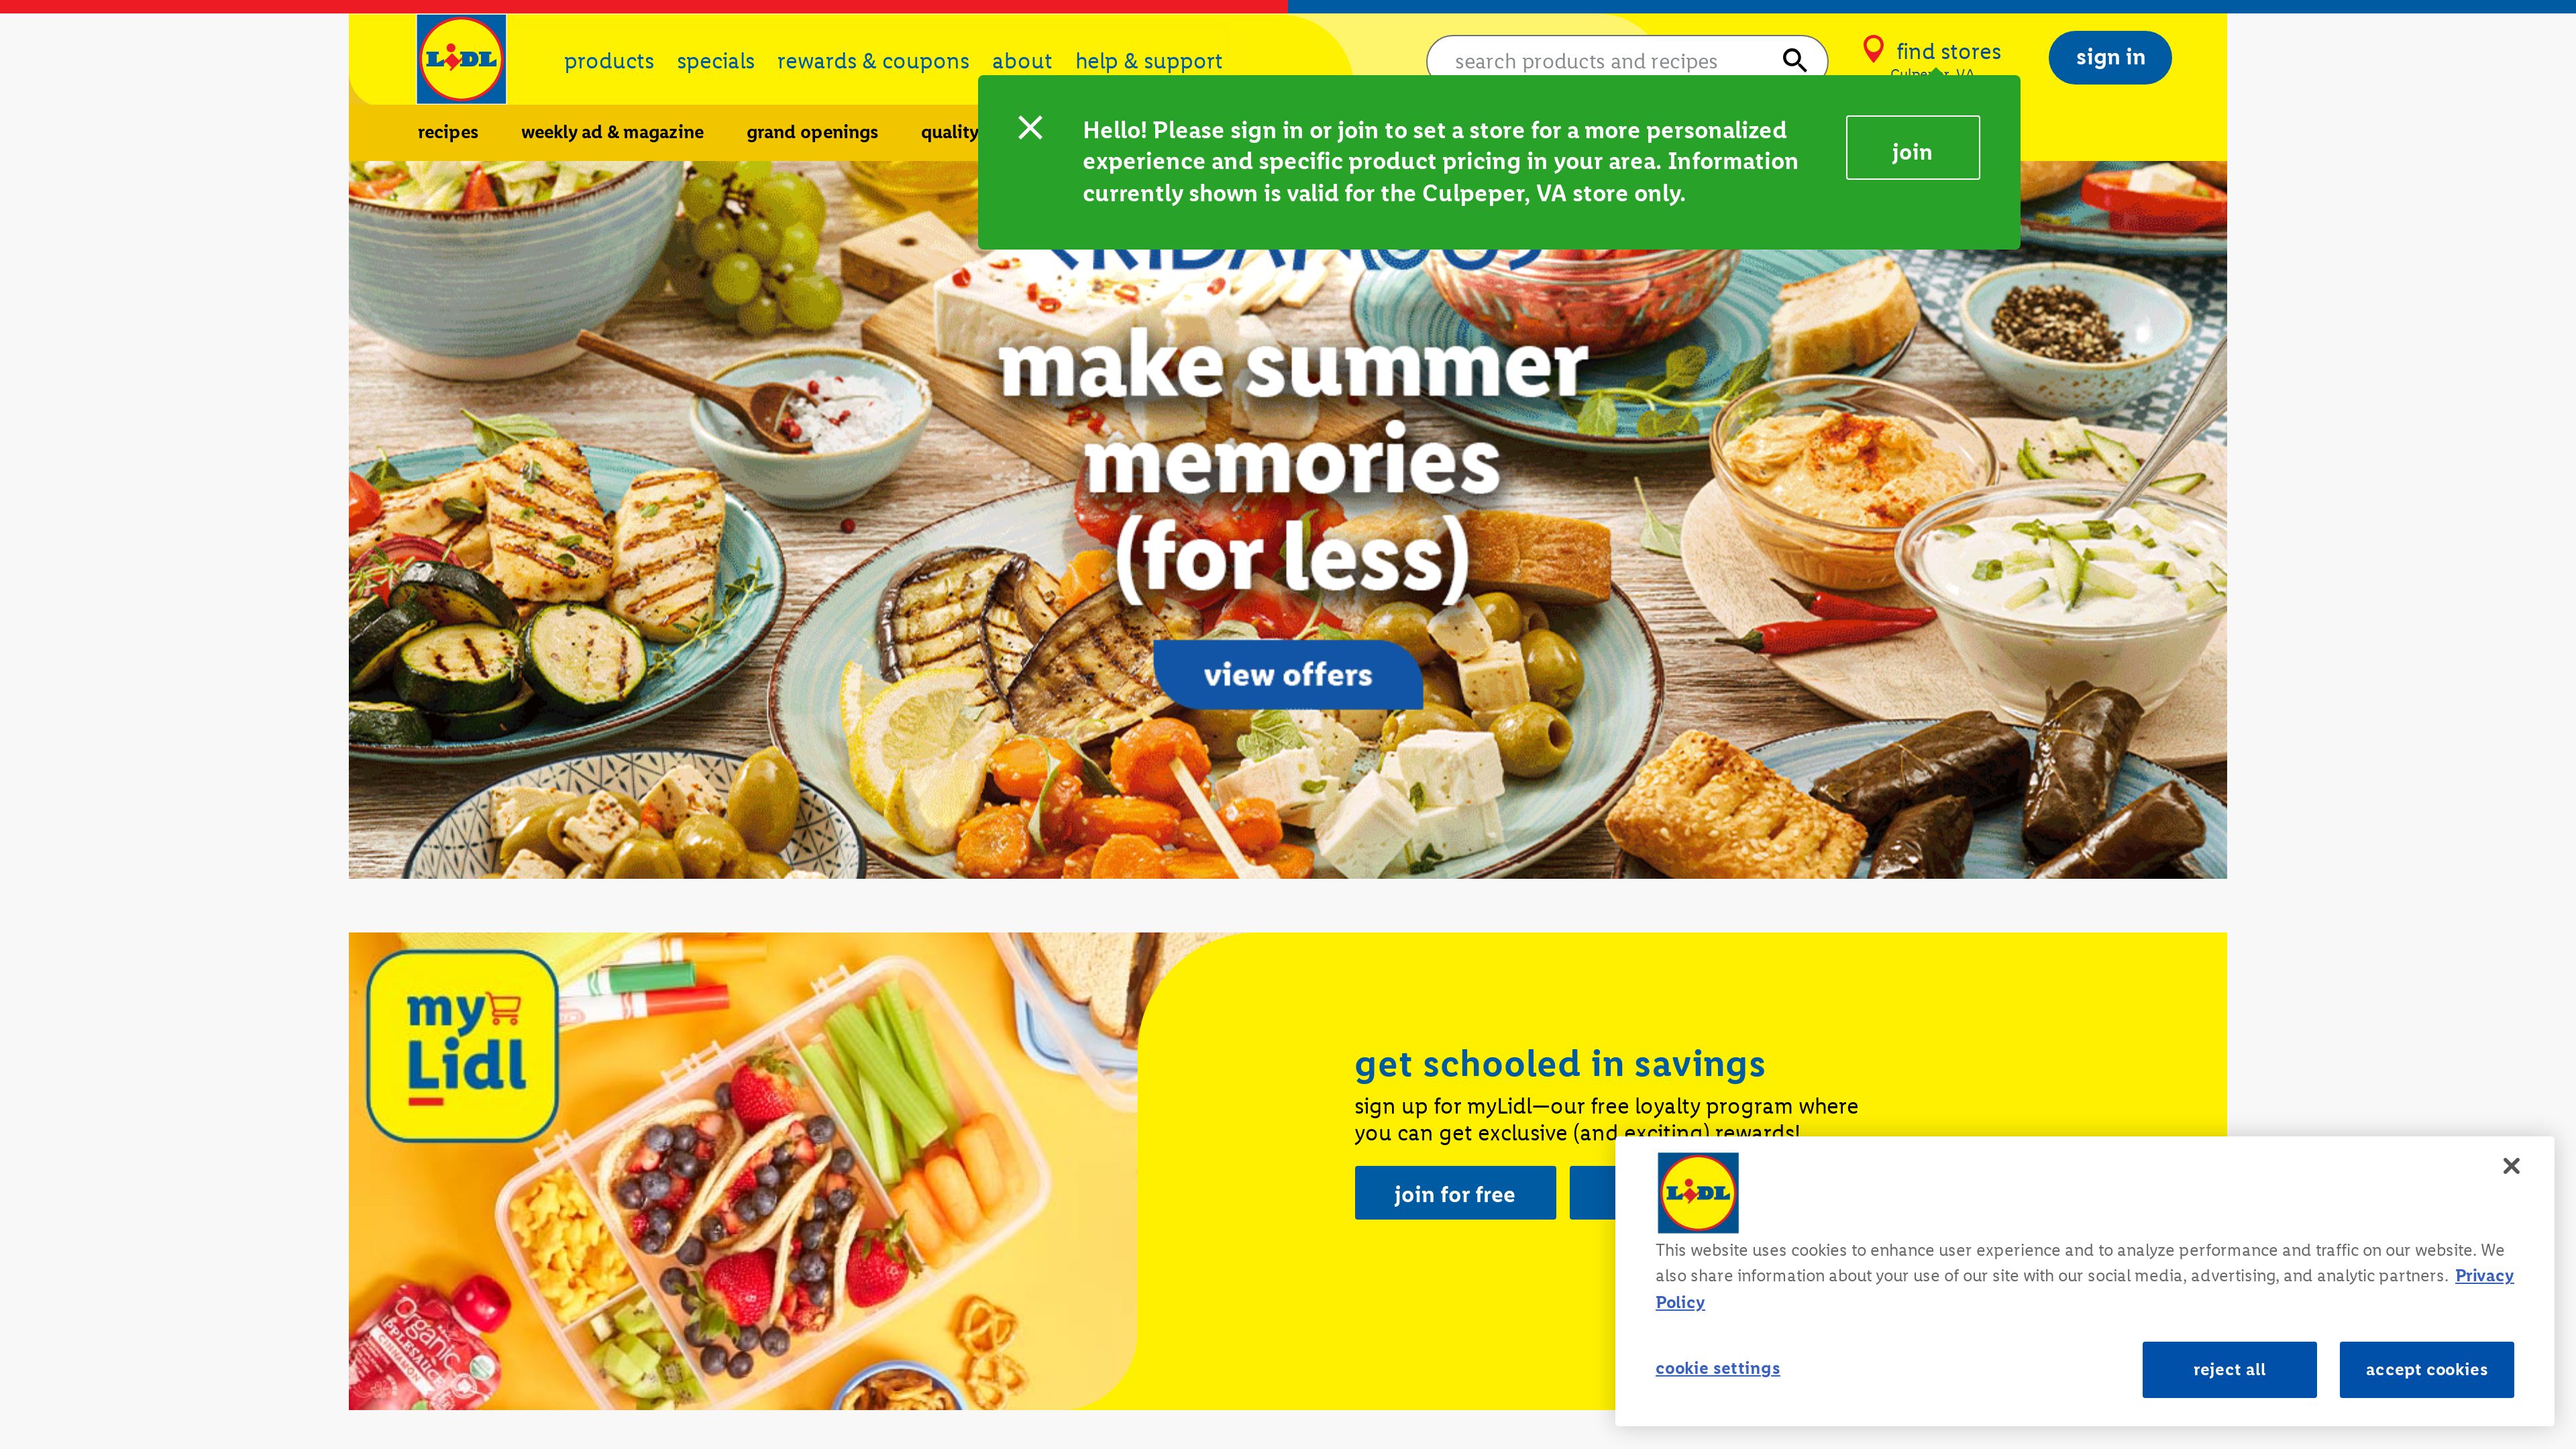 LIDL
products specials rewards & coupons about help & support
search products and recipes
find stores
sign in
recipes weekly ad & magazine grand openings quality
Hello! Please sign in or join to set a store for a more personalized
experience and specific product pricing in your area. Information
currently shown is valid for the Culpeper, VA store only.
join
make summer
memories
(for less)
view offers
my
Lidl
get schooled in savings
sign up for myLidl—our free loyalty program where
you can get exclusive (and exciting) rewards!
join for free
Organic
APPLESAUCE
CINNAMON
LIDL
This website uses cookies to enhance user experience and to analyze performance and traffic on our website. We
also share information about your use of our site with our social media, advertising, and analytic partners. Privacy
Policy
cookie settings
reject all
accept cookies